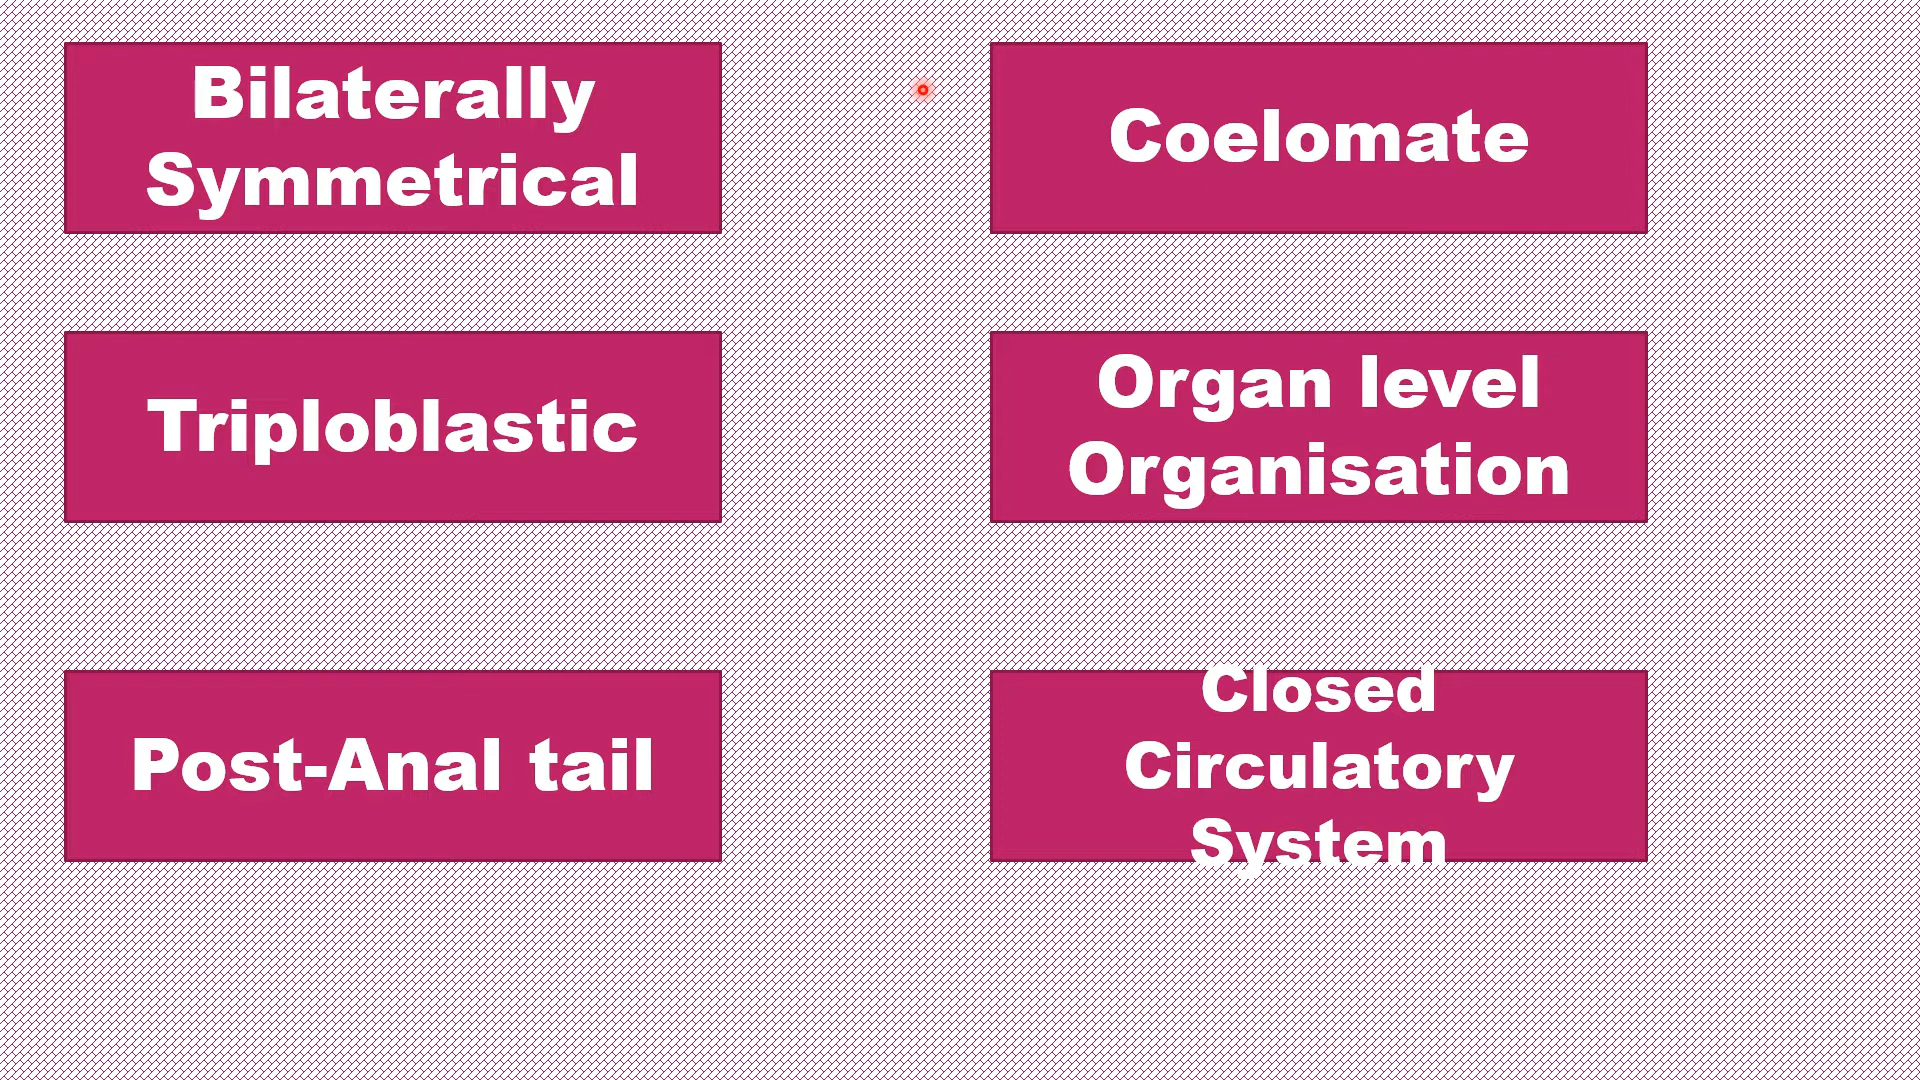 Bilaterally
Symmetrical
Coelomate
Triploblastic
Organ level
Organisation
Post-Anal tail
Closed
Circulatory
System